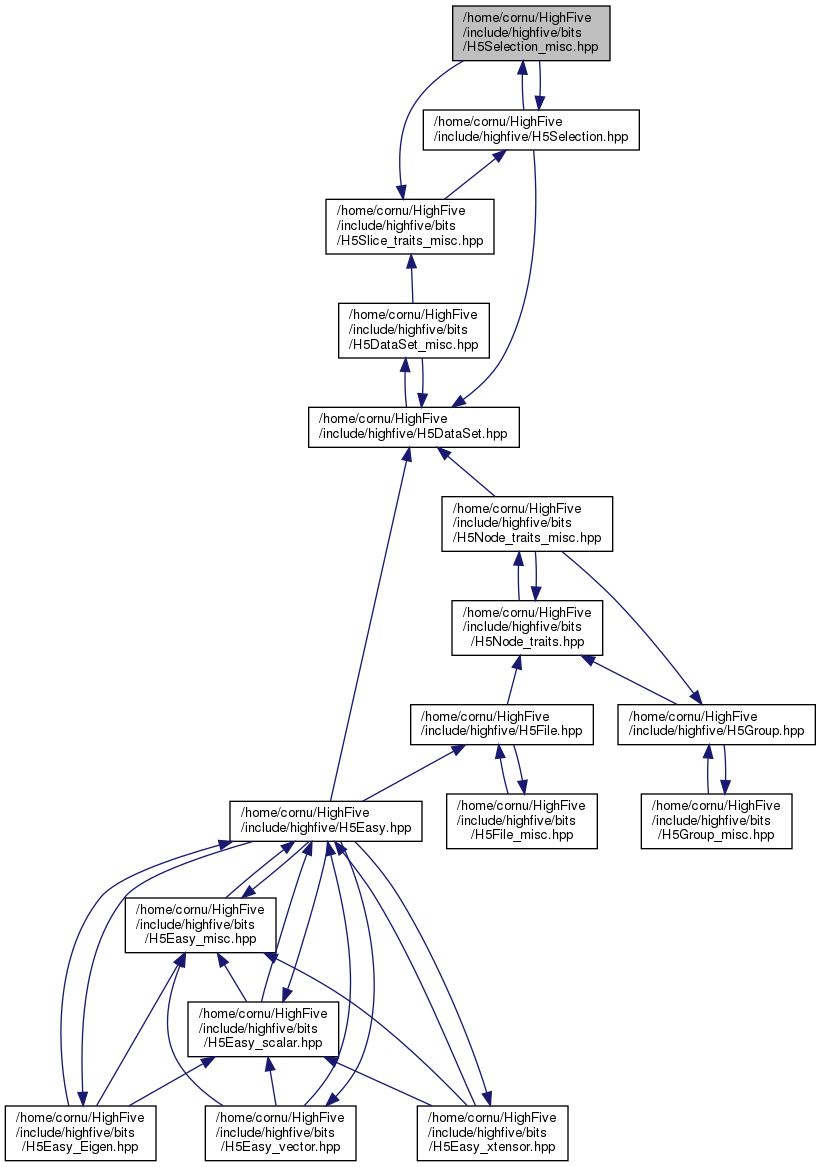 /home/cornu/HighFive
/include/highfive/bits
/H5Selection_misc.hpp
/home/cornu/HighFive
/include/highfive/H5Selection.hpp
/home/cornu/HighFive
/include/highfive/bits
/H5Slice_traits_misc.hpp
/home/cornu/HighFive
/include/highfive/bits
/H5DataSet_misc.hpp
/home/cornu/HighFive
/include/highfive/H5DataSet.hpp
/home/cornu/HighFive
/include/highfive/bits
/H5Node_traits_misc.hpp
/home/cornu/HighFive
/include/highfive/bits
/H5Node_traits.hpp
/home/cornu/HighFive
/include/highfive/H5File.hpp
/home/cornu/HighFive
/include/highfive/H5Group.hpp
/home/cornu/HighFive
/include/highfive/H5Easy.hpp
/home/cornu/HighFive
/include/highfive/bits
/H5File_misc.hpp
/home/cornu/HighFive
/include/highfive/bits
/H5Group_misc.hpp
/home/cornu/HighFive
/include/highfive/bits
/H5Easy_misc.hpp
/home/cornu/HighFive
/include/highfive/bits
/H5Easy_scalar.hpp
/home/cornu/HighFive
/include/highfive/bits
/H5Easy_Eigen.hpp
/home/cornu/HighFive
/include/highfive/bits
/H5Easy_vector.hpp
/home/cornu/HighFive
/include/highfive/bits
/H5Easy_xtensor.hpp